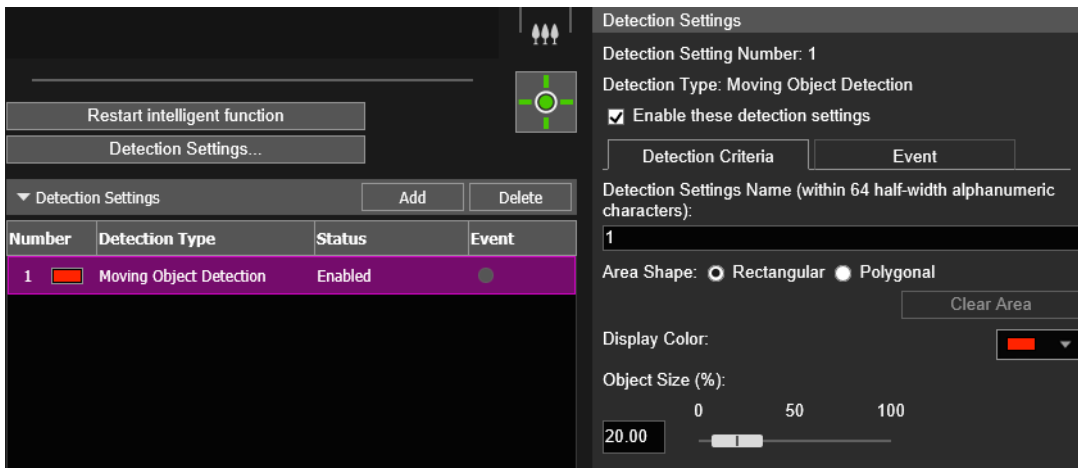 Restart intelligent function
Detection Settings...
Detection Settings
Add
Delete
Number
Detection Type
Status
Event
1
Moving Object Detection
Enabled
Detection Settings
Detection Setting Number: 1
Detection Type: Moving Object Detection
Enable these detection settings
Detection Criteria
Event
Detection Settings Name (within 64 half-width alphanumeric
characters):
1
Area Shape: Rectangular Polygonal
Clear Area
Display Color:
Object Size (%):
0 50 100
20.00